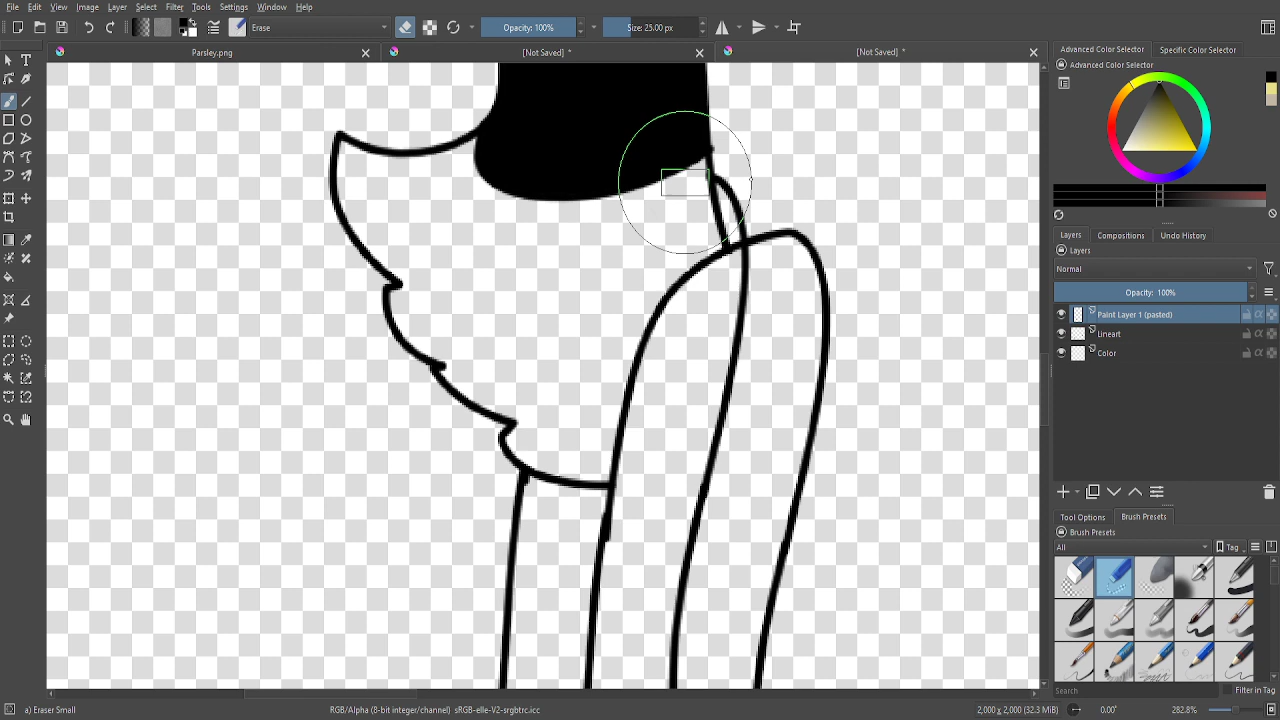 File Edit View Image Layer Select Filter Tools Settings Window Help
Erase Opacity: 100% Size: 25.00 px
Parsley.png [Not Saved] * [Not Saved] *
Advanced Color Selector Specific Color Selector
Advanced Color Selector
Layers Compositions Undo History
Layers
Normal
Opacity: 100%
Paint Layer 1 (pasted)
Lineart
Color
Tool Options Brush Presets
Brush Presets
All Tag
Search Filter in Tag
a) Eraser Small RGB/Alpha (8-bit integer/channel) sRGB-elle-V2-srgbtrc.icc 2,000 x 2,000 (32.3 MiB) 0.00° 282.8%